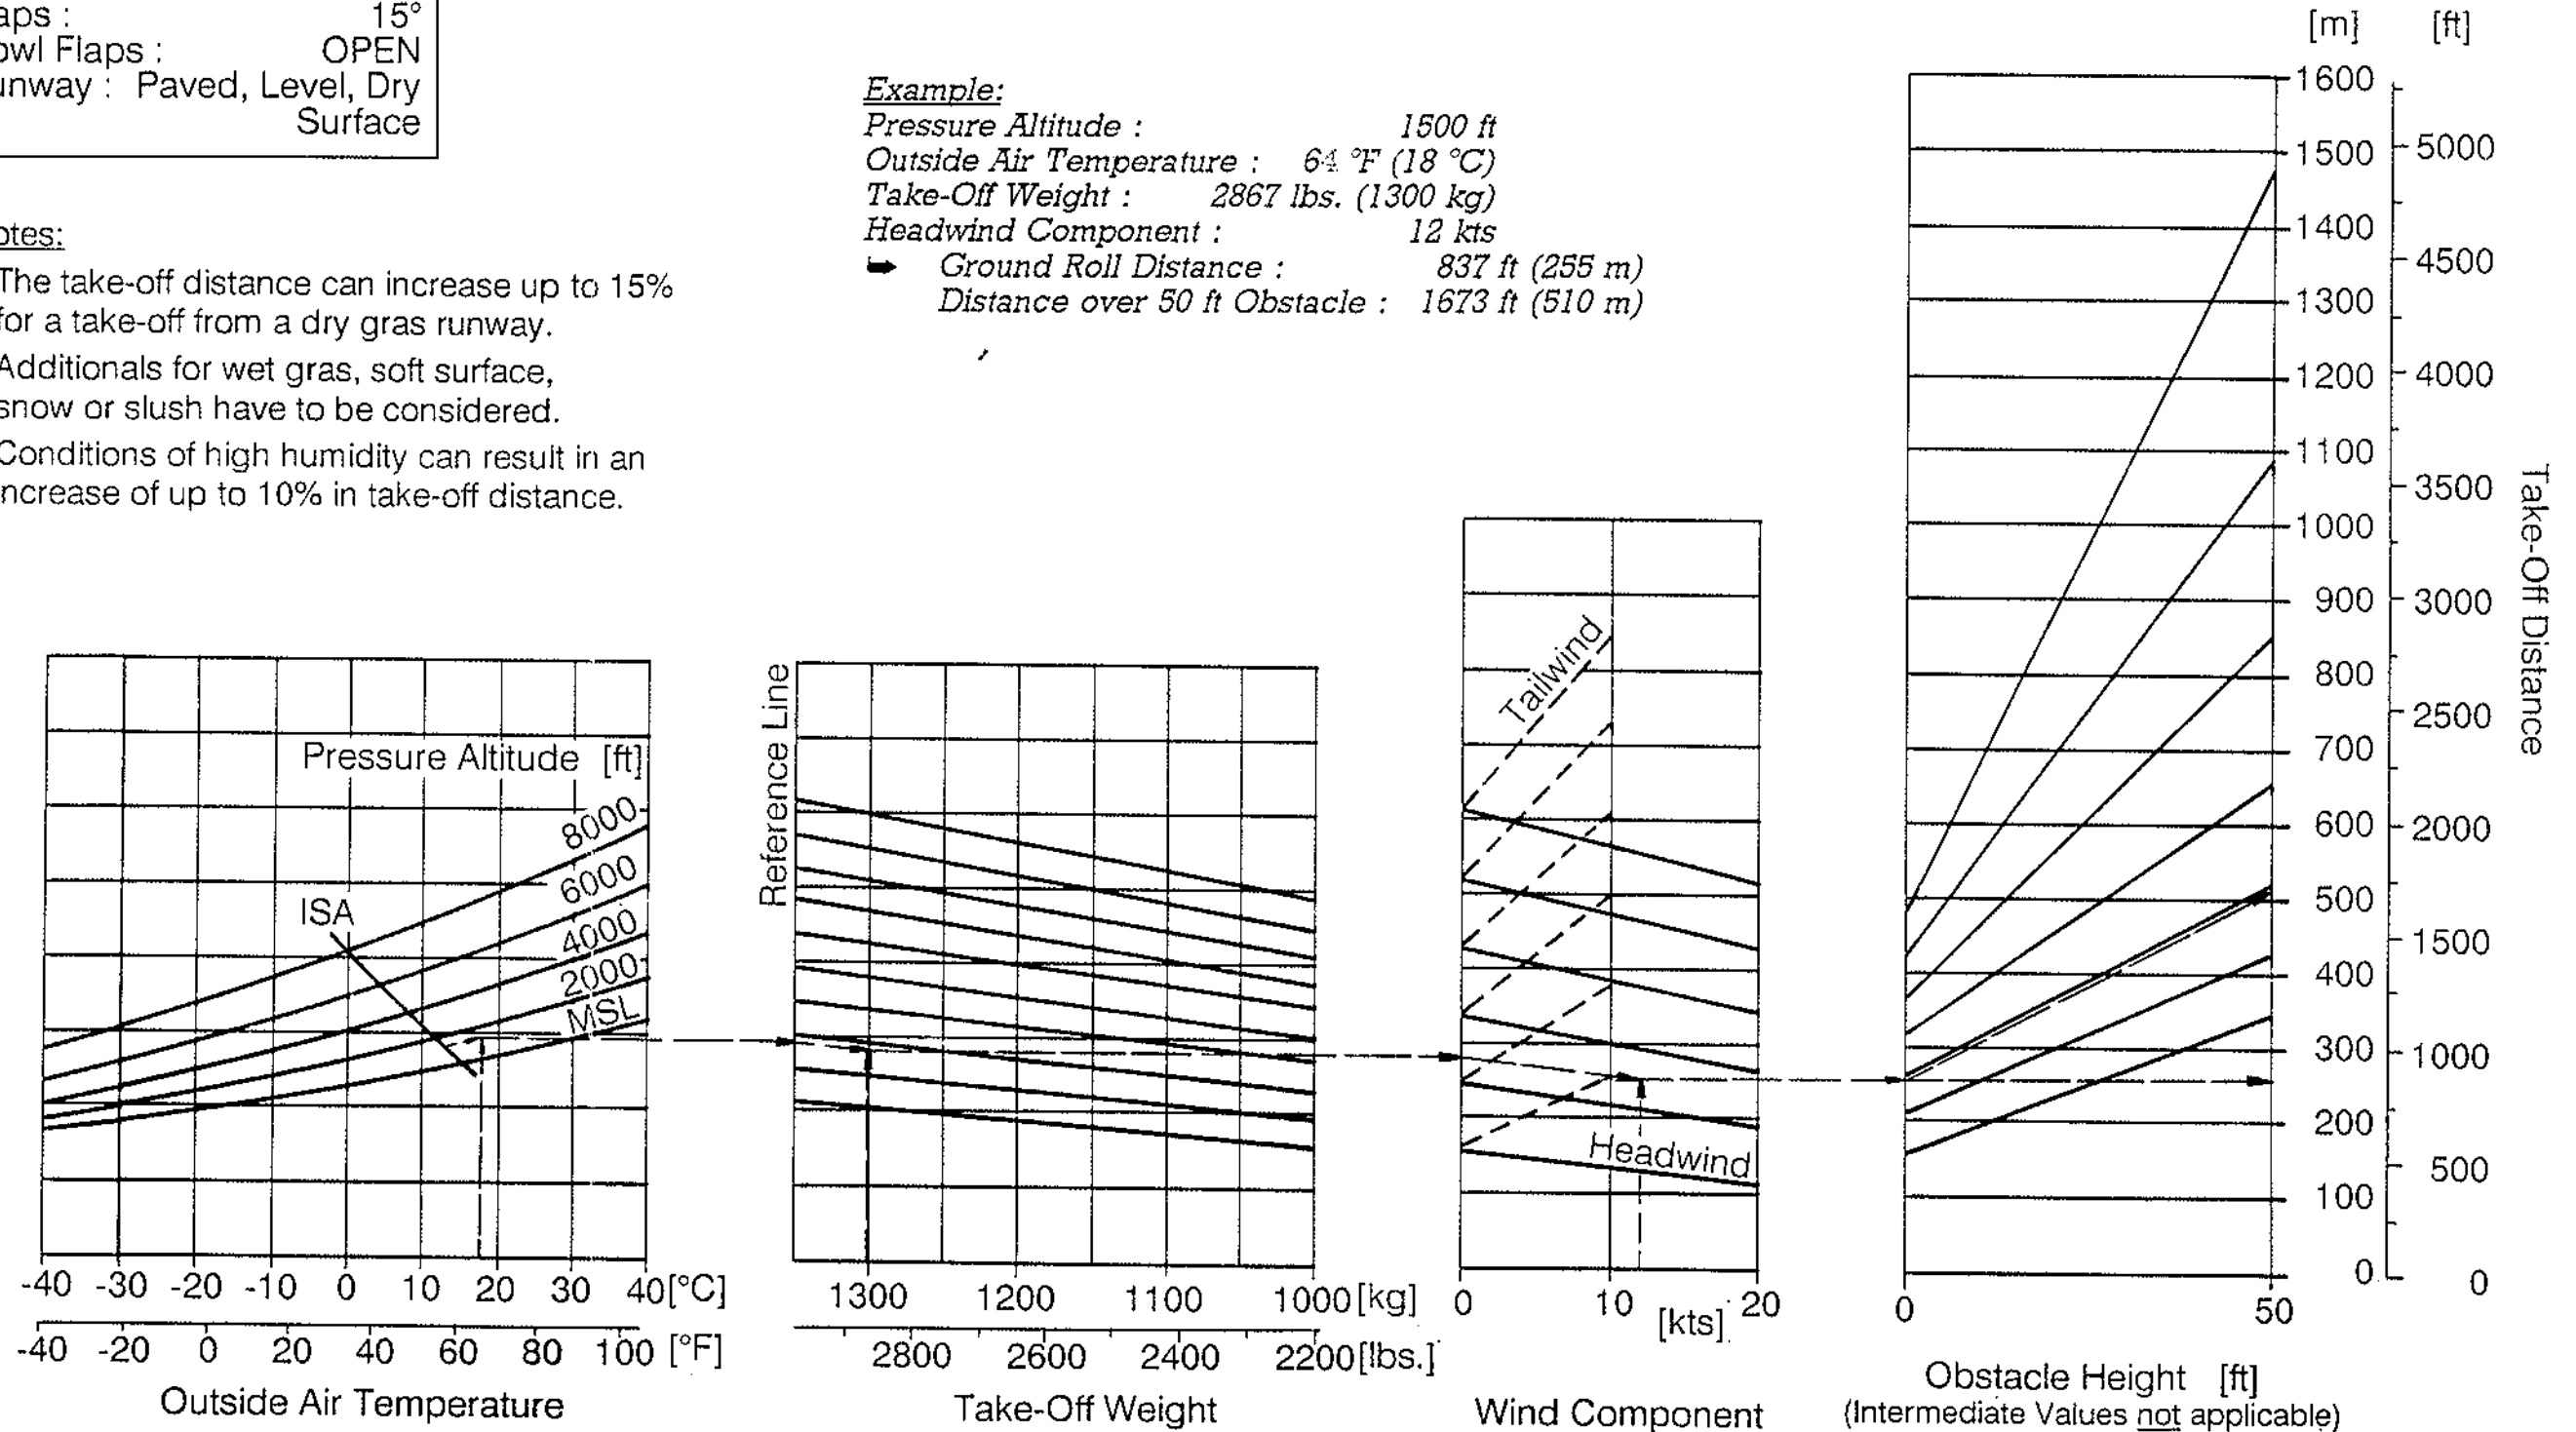 aps : 15°
owl Flaps : OPEN
unway : Paved, Level, Dry
Surface
otes:
The take-off distance can increase up to 15%
for a take-off from a dry gras runway.
Additionals for wet gras, soft surface,
snow or slush have to be considered.
Conditions of high humidity can result in an
ncrease of up to 10% in take-off distance.
Example:
Pressure Altitude : 1500 ft
Outside Air Temperature : 64 °F (18 °C)
Take-Off Weight : 2867 lbs. (1300 kg)
Headwind Component : 12 kts
Ground Roll Distance : 837 ft (255 m)
Distance over 50 ft Obstacle : 1673 ft (510 m)
Pressure Altitude [ft]
8000
6000
4000
2000
MSL
ISA
-40 -30 -20 -10 0 10 20 30 40[°C]
-40 -20 0 20 40 60 80 100 [°F]
Outside Air Temperature
Reference Line
1300 1200 1100 1000[kg]
2800 2600 2400 2200[lbs.]
Take-Off Weight
Tailwind
Headwind
0 10 20
[kts]
Wind Component
0 50
Obstacle Height [ft]
(Intermediate Values not applicable)
[m] [ft]
1600
1500
1400
1300
1200
1100
1000
900
800
700
600
500
400
300
200
100
0
5000
4500
4000
3500
3000
2500
2000
1500
1000
500
0
Take-Off Distance